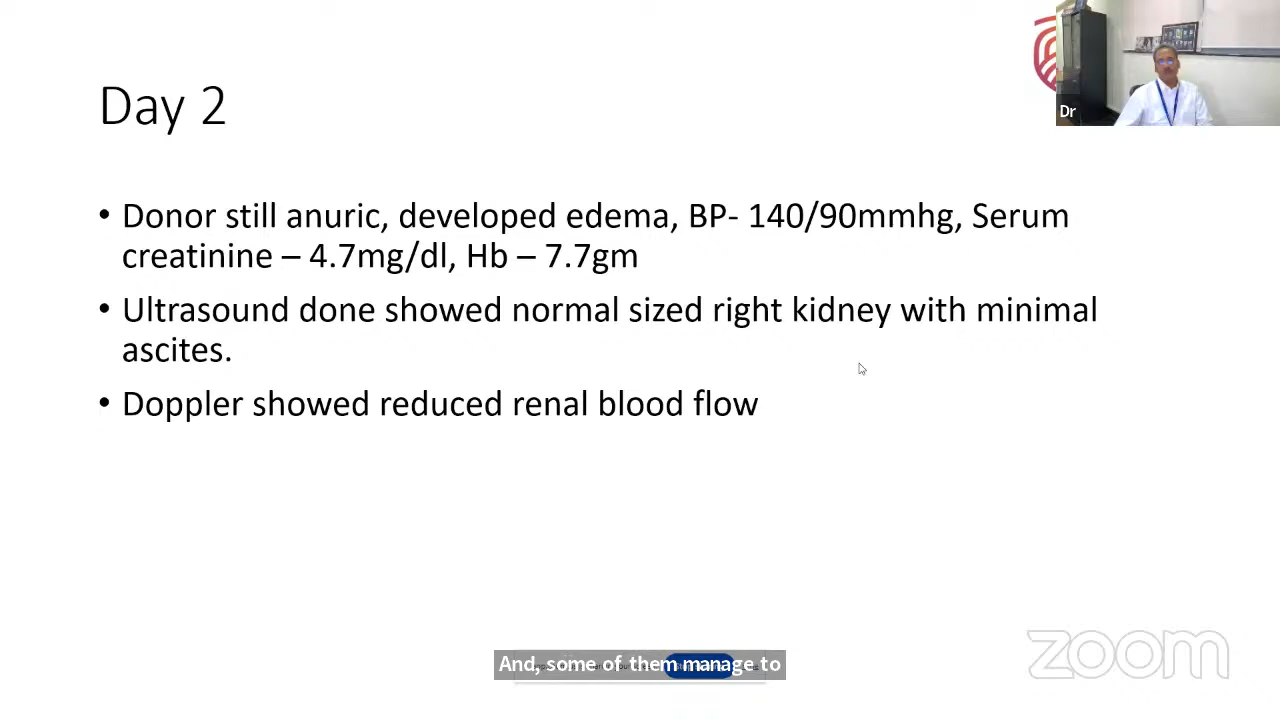 Day 2
Dr
• Donor still anuric, developed edema, BP- 140/90mmhg, Serum
creatinine – 4.7mg/dl, Hb – 7.7gm
• Ultrasound done showed normal sized right kidney with minimal
ascites.
• Doppler showed reduced renal blood flow
And, some of them manage to
zoom